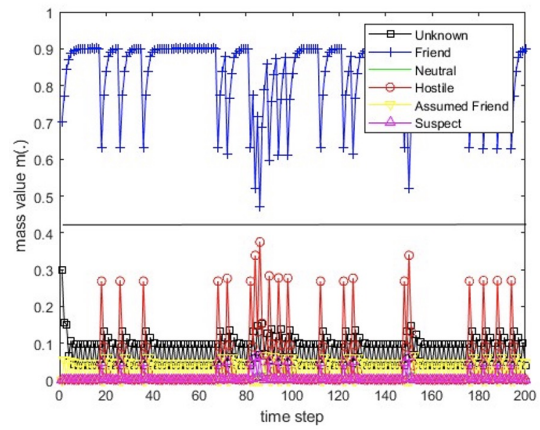 1
0.9
0.8
0.7
0.6
0.5
0.4
0.3
0.2
0.1
0
mass value m(.)
0 20 40 60 80 100 120 140 160 180 200
time step
Unknown
Friend
Neutral
Hostile
Assumed Friend
Suspect